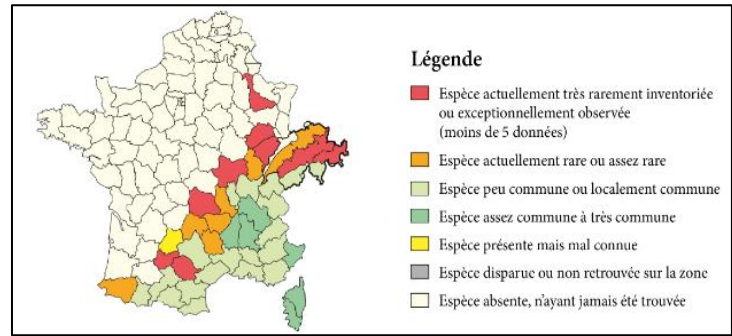 Légende
Espèce actuellement très rarement inventoriée
ou exceptionnellement observée
(moins de 5 données)
Espèce actuellement rare ou assez rare
Espèce peu commune ou localement commune
Espèce assez commune à très commune
Espèce présente mais mal connue
Espèce disparue ou non retrouvée sur la zone
Espèce absente, n'ayant jamais été trouvée